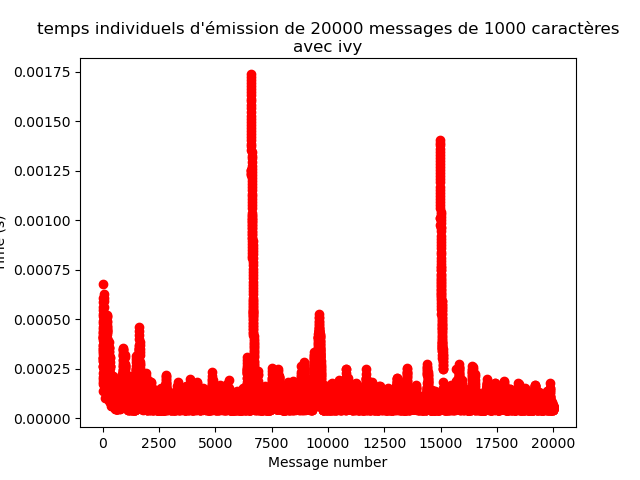 temps individuels d'émission de 20000 messages de 1000 caractères
avec ivy
0.00175
0.00150
0.00125
0.00100
0.00075
0.00050
0.00025
0.00000
Time (s)
0 2500 5000 7500 10000 12500 15000 17500 20000
Message number